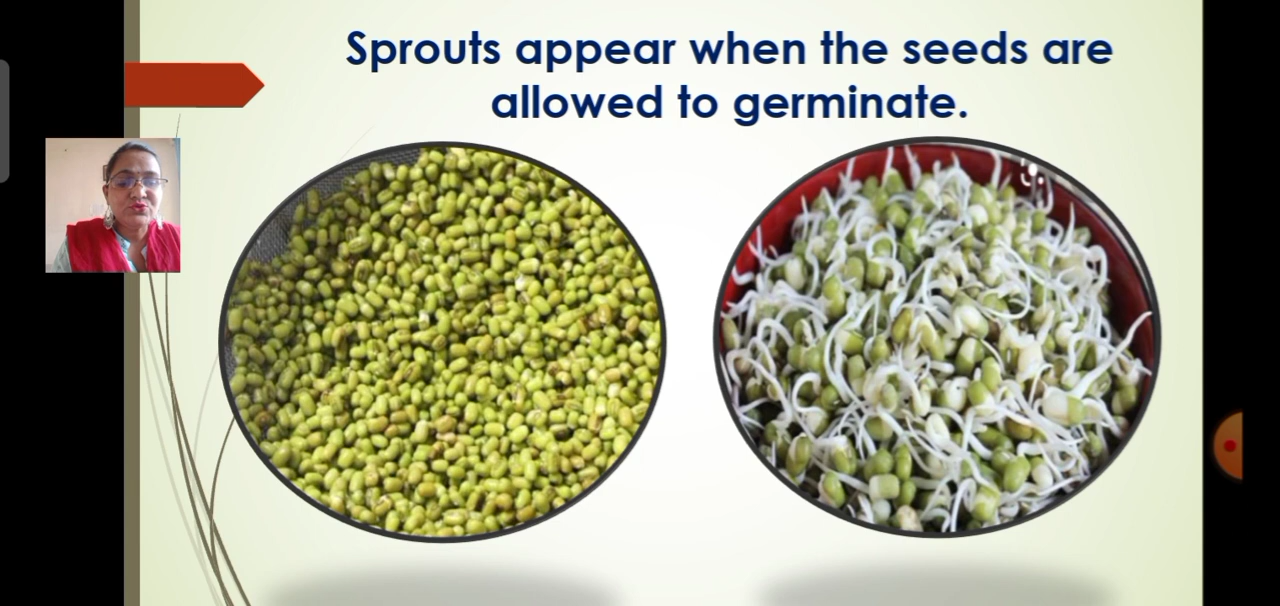 Sprouts appear when the seeds are
allowed to germinate.